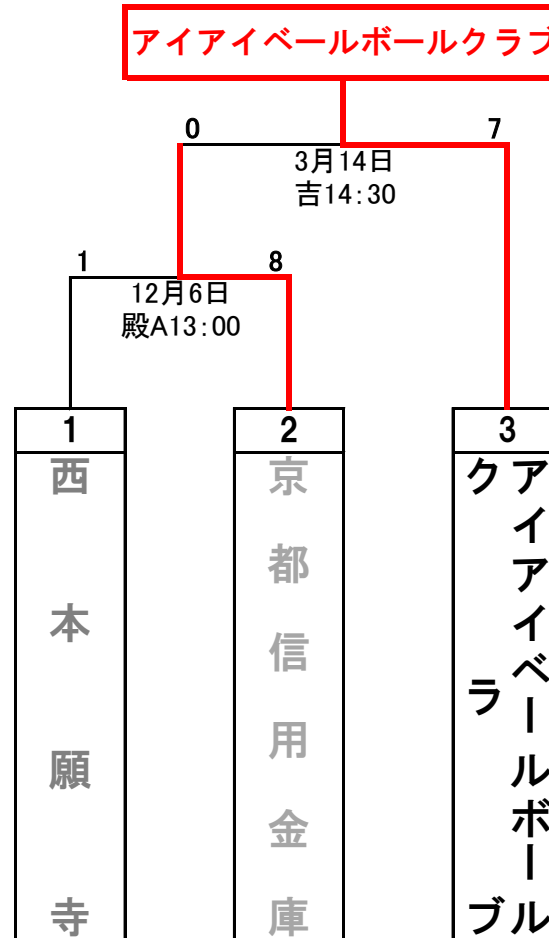 アイアイベールボールクラブ
0
7
3月14日
吉14:30
1
8
12月6日
殿A13:00
1
2
3
西本願寺
京都信用金庫
アイアイベールボール
クラブ